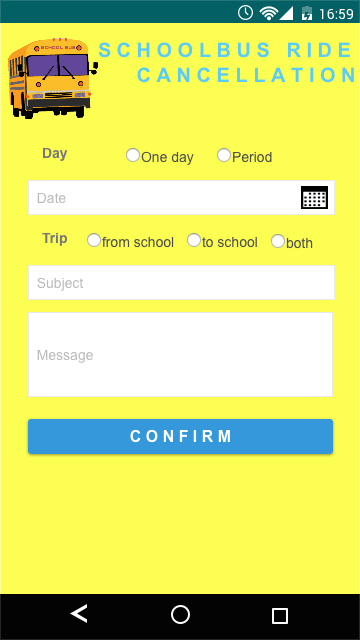 16:59
SCHOOL BUS
SCHOOLBUS RIDE
CANCELLATION
Day One day Period
Date
Trip from school to school both
Subject
Message
CONFIRM